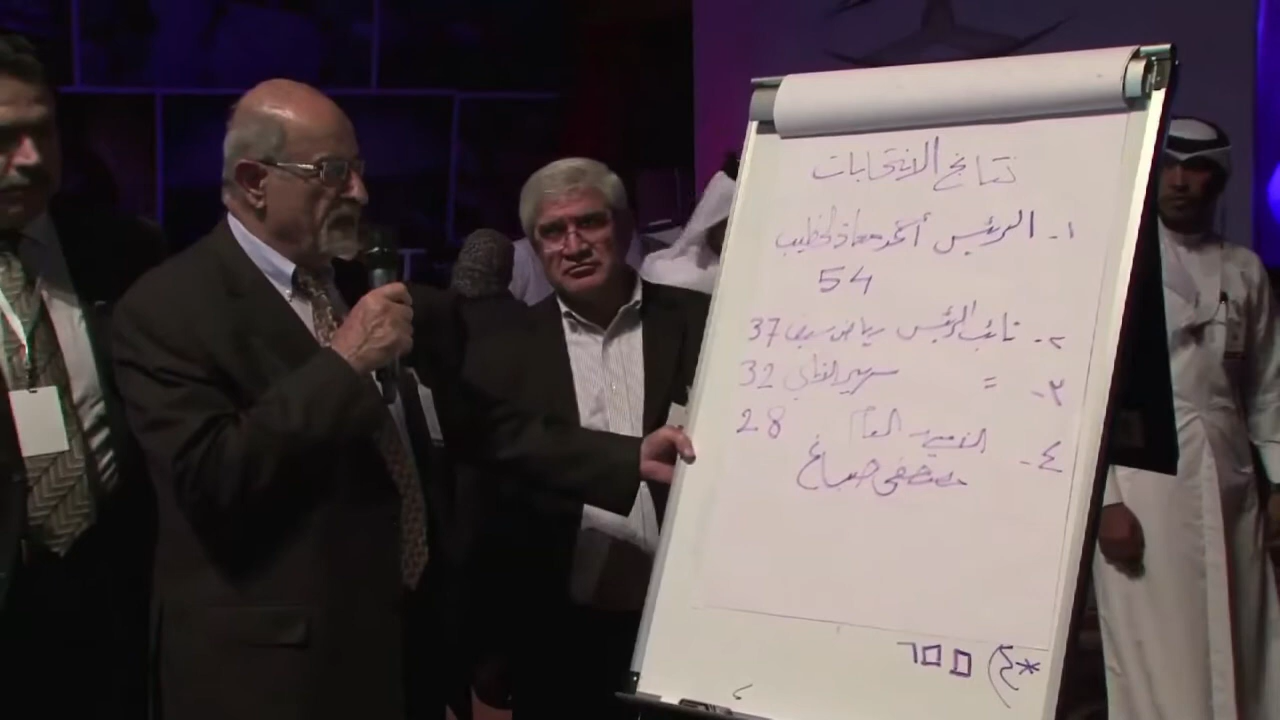 نتائج الانتخابات
١- الرئيس أحمد معاذ الخطيب
54
٢- نائب الرئيس رياض سيف 37
٣- = سهير الأتاسي 32
٤- الأمين العام 28
مصطفى صباغ